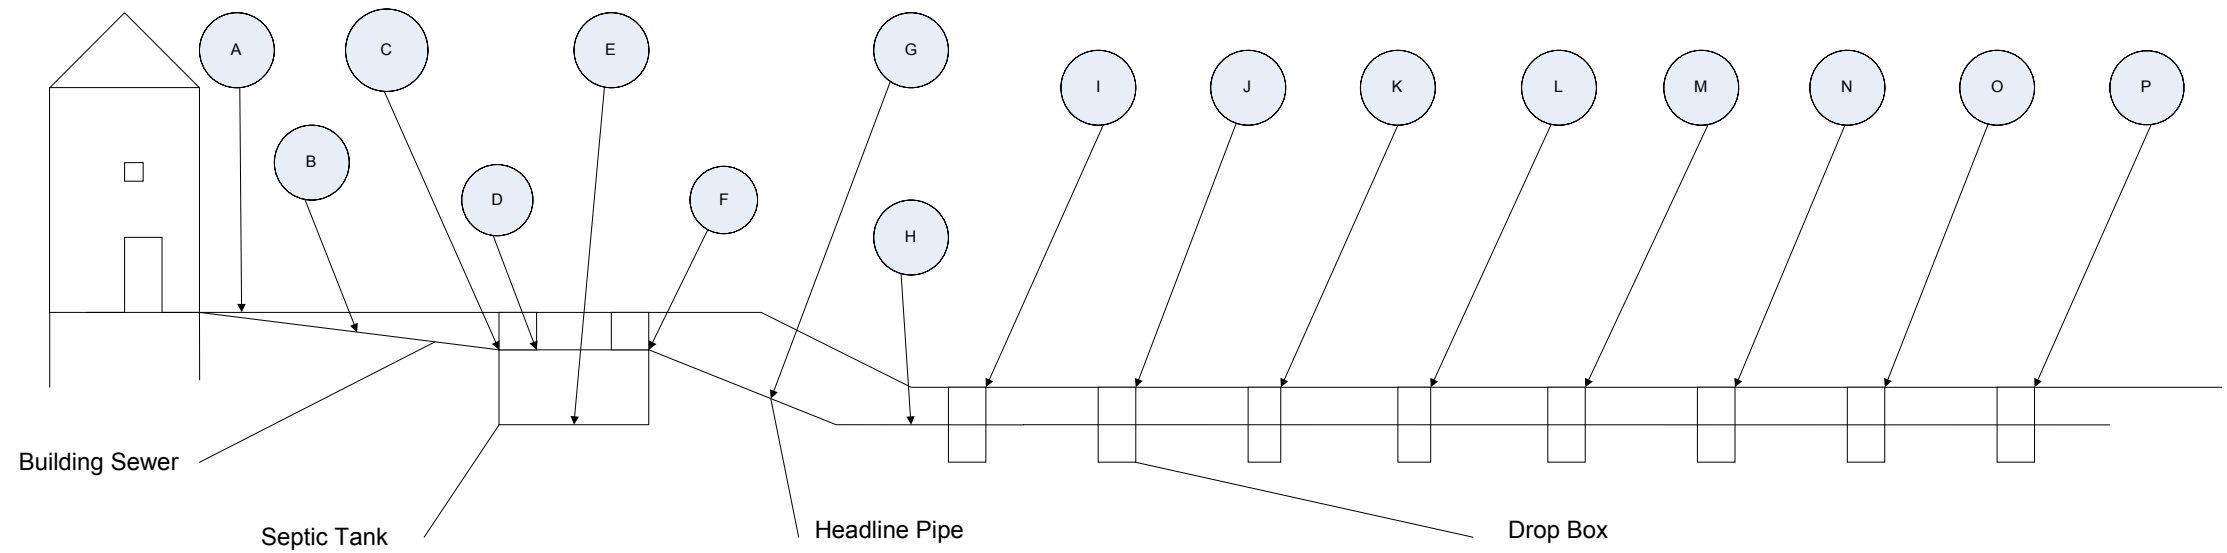 A
C
E
G
I
J
K
L
M
N
O
P
B
D
F
H
Building Sewer
Septic Tank
Headline Pipe
Drop Box